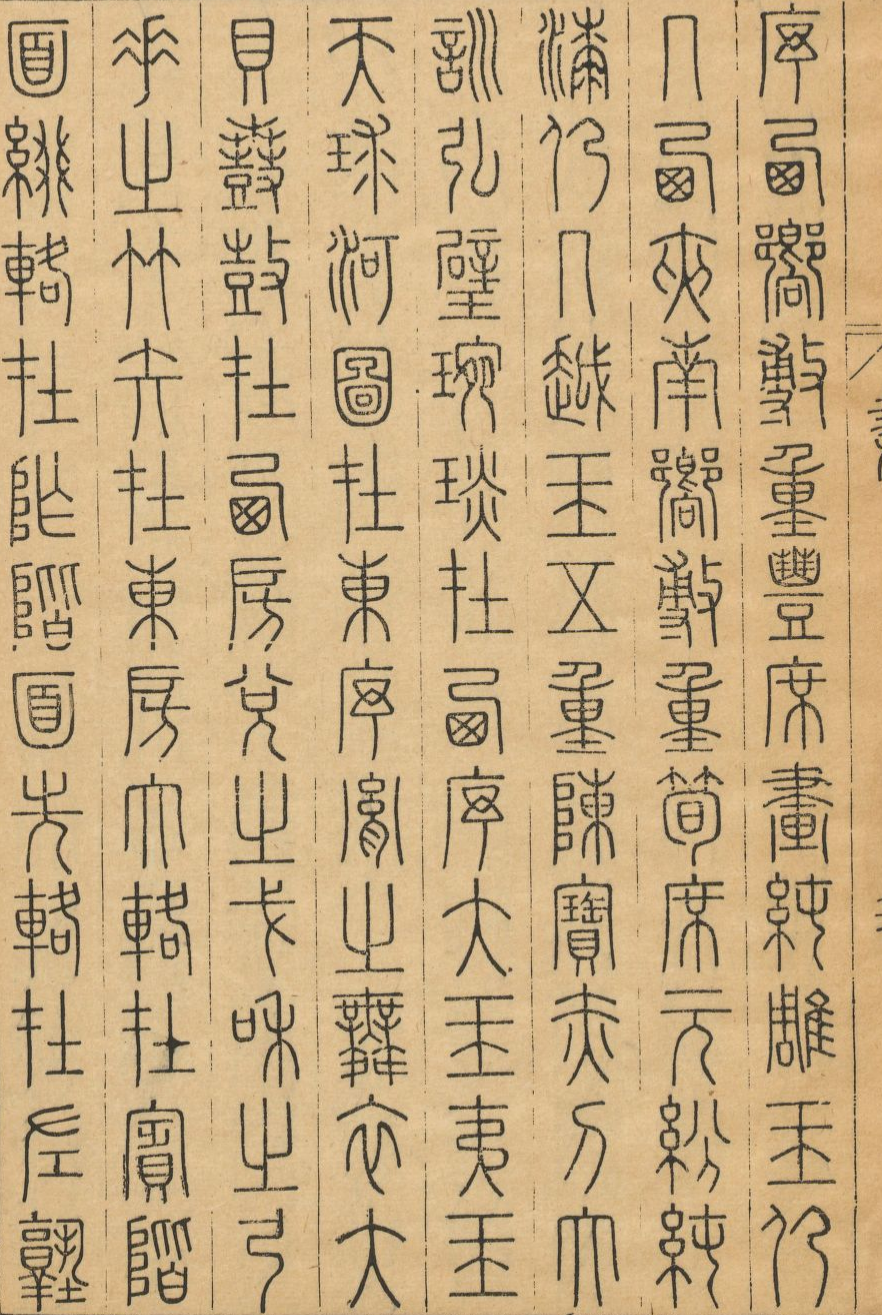 序西嚮敷重豐席畫純雕玉仍
几西夾南嚮敷重筍席元紛純
漆仍几越玉五重陳寶赤刀大
訓弘璧琬琰在西序大玉夷玉
天球河圖在東序胤之舞衣大
貝鼖鼓在西房兌之戈和之弓
垂之竹矢在東房大輅在賓階
面綴輅在阼階面先輅在左塾